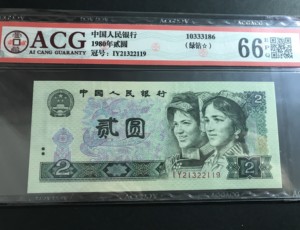 ACG
AI CANG GUARANTY
中国人民银行
1980年贰圆
冠号: IY21322119
10333186
(绿钻☆)
66
EPQ
中国人民银行
贰圆
2
2
IY21322119